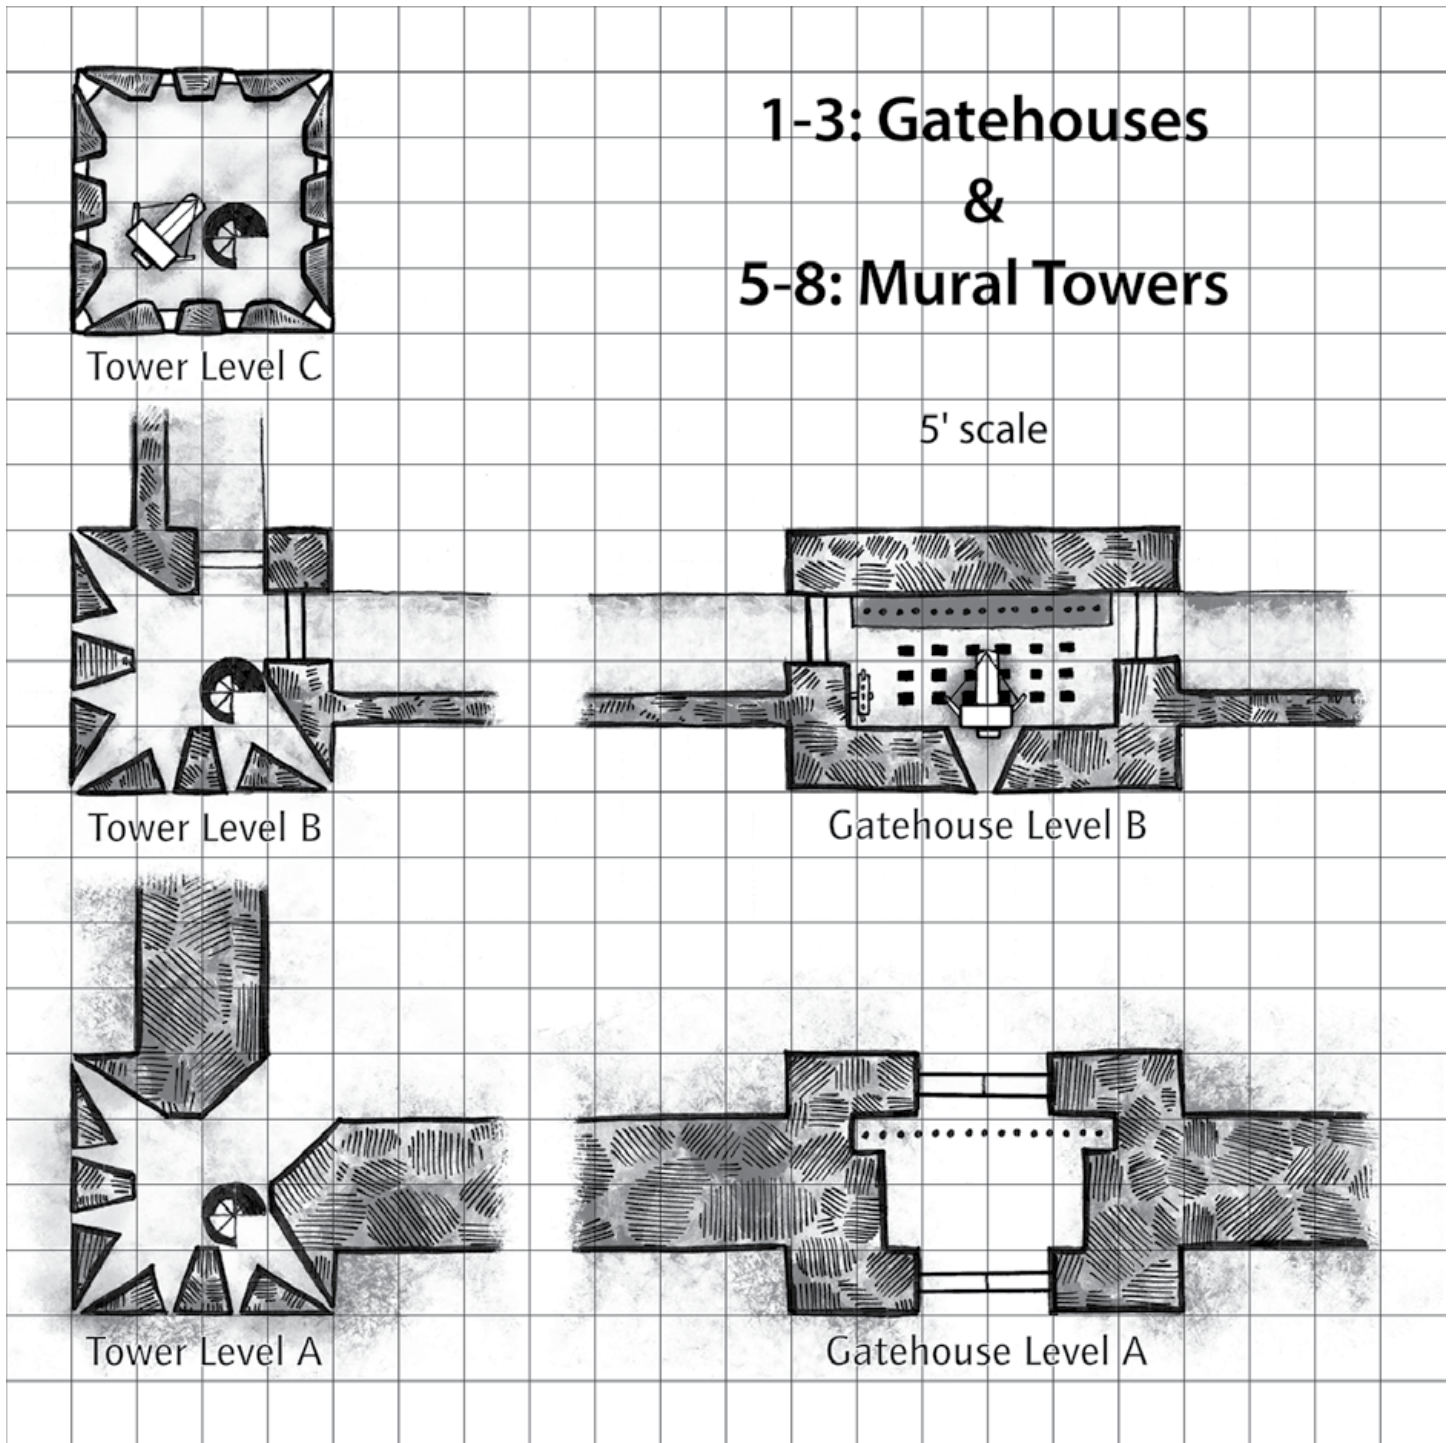 1-3: Gatehouses
&
5-8: Mural Towers
5' scale
Tower Level C
Tower Level B
Gatehouse Level B
Tower Level A
Gatehouse Level A